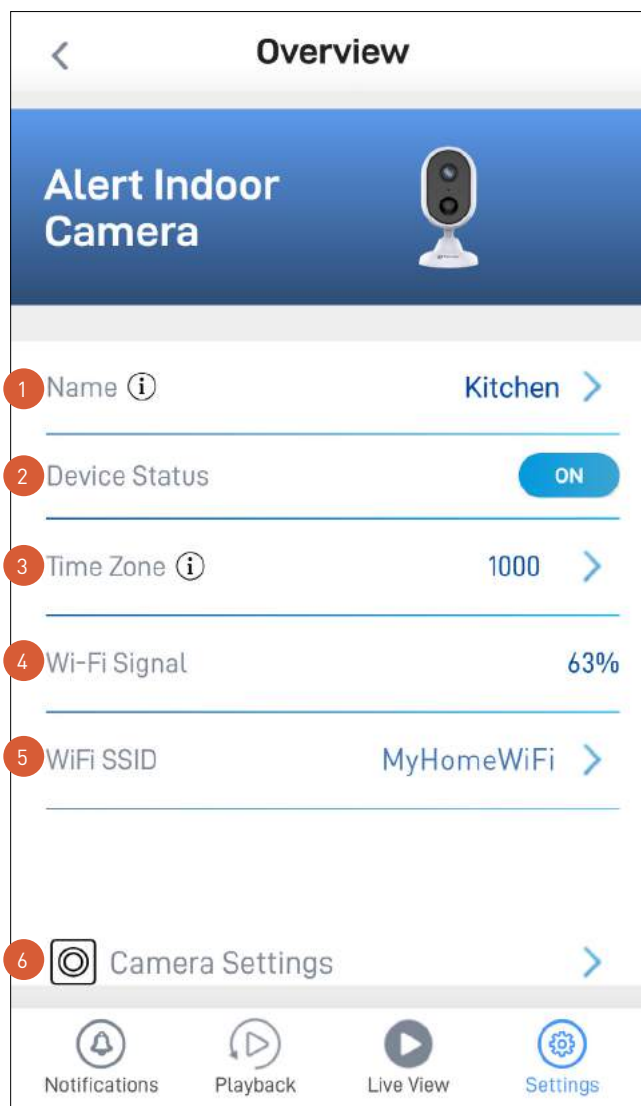 Overview
Alert Indoor
Camera
1 Name i Kitchen
2 Device Status ON
3 Time Zone i 1000
4 Wi-Fi Signal 63%
5 WiFi SSID MyHomeWiFi
6 Camera Settings
Notifications Playback Live View Settings